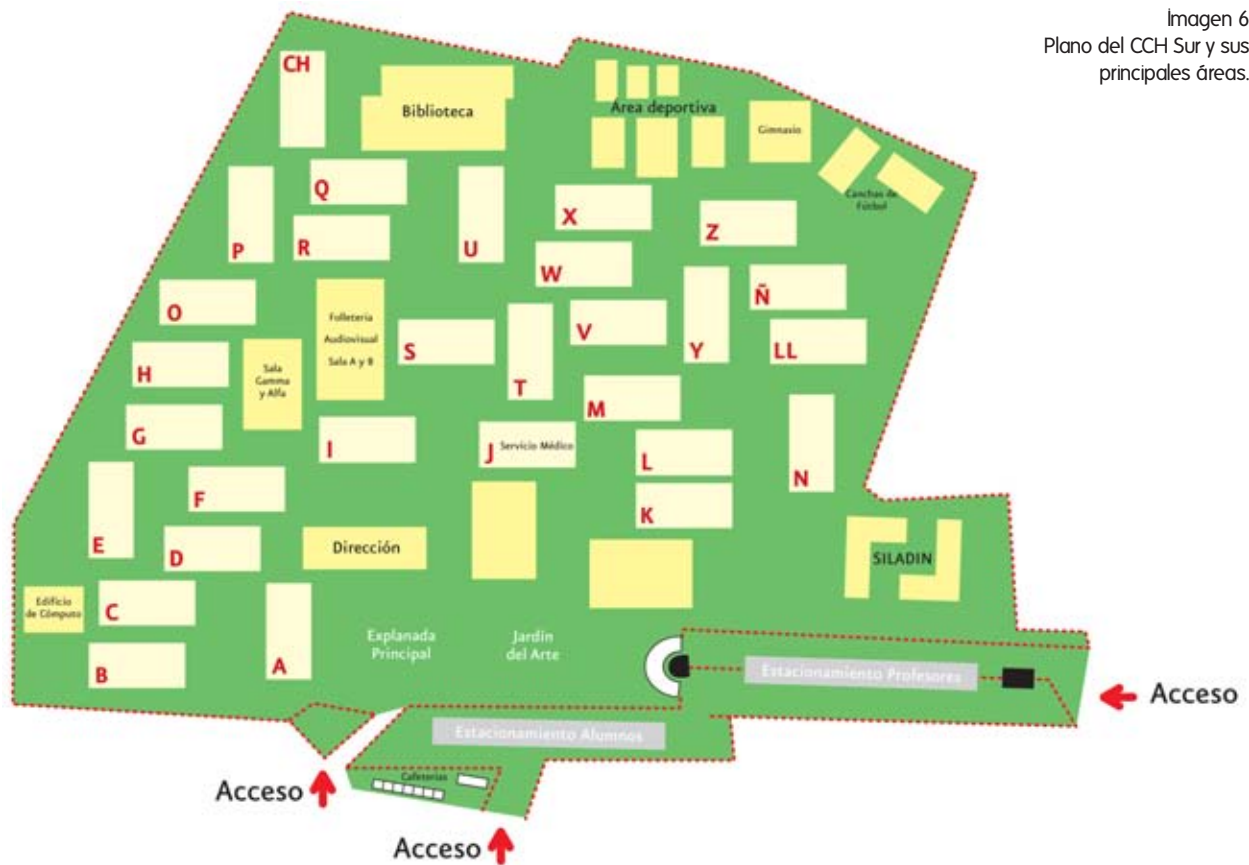 Imagen 6
Plano del CCH Sur y sus
principales áreas.
CH
Biblioteca
Área deportiva
Gimnasio
Canchas de
Fútbol
Q
P
R
U
X
Z
W
O
Folletería
Audiovisual
Sala A y B
S
V
Ñ
H
Sala
Gamma
y Alfa
T
Y
LL
M
G
I
J Servicio Médico
L
N
F
K
E
D
Dirección
SILADIN
Edificio
de Cómputo
C
A
Explanada
Principal
Jardín
del Arte
B
Estacionamiento Profesores
Acceso
Estacionamiento Alumnos
Cafeterías
Acceso
Acceso